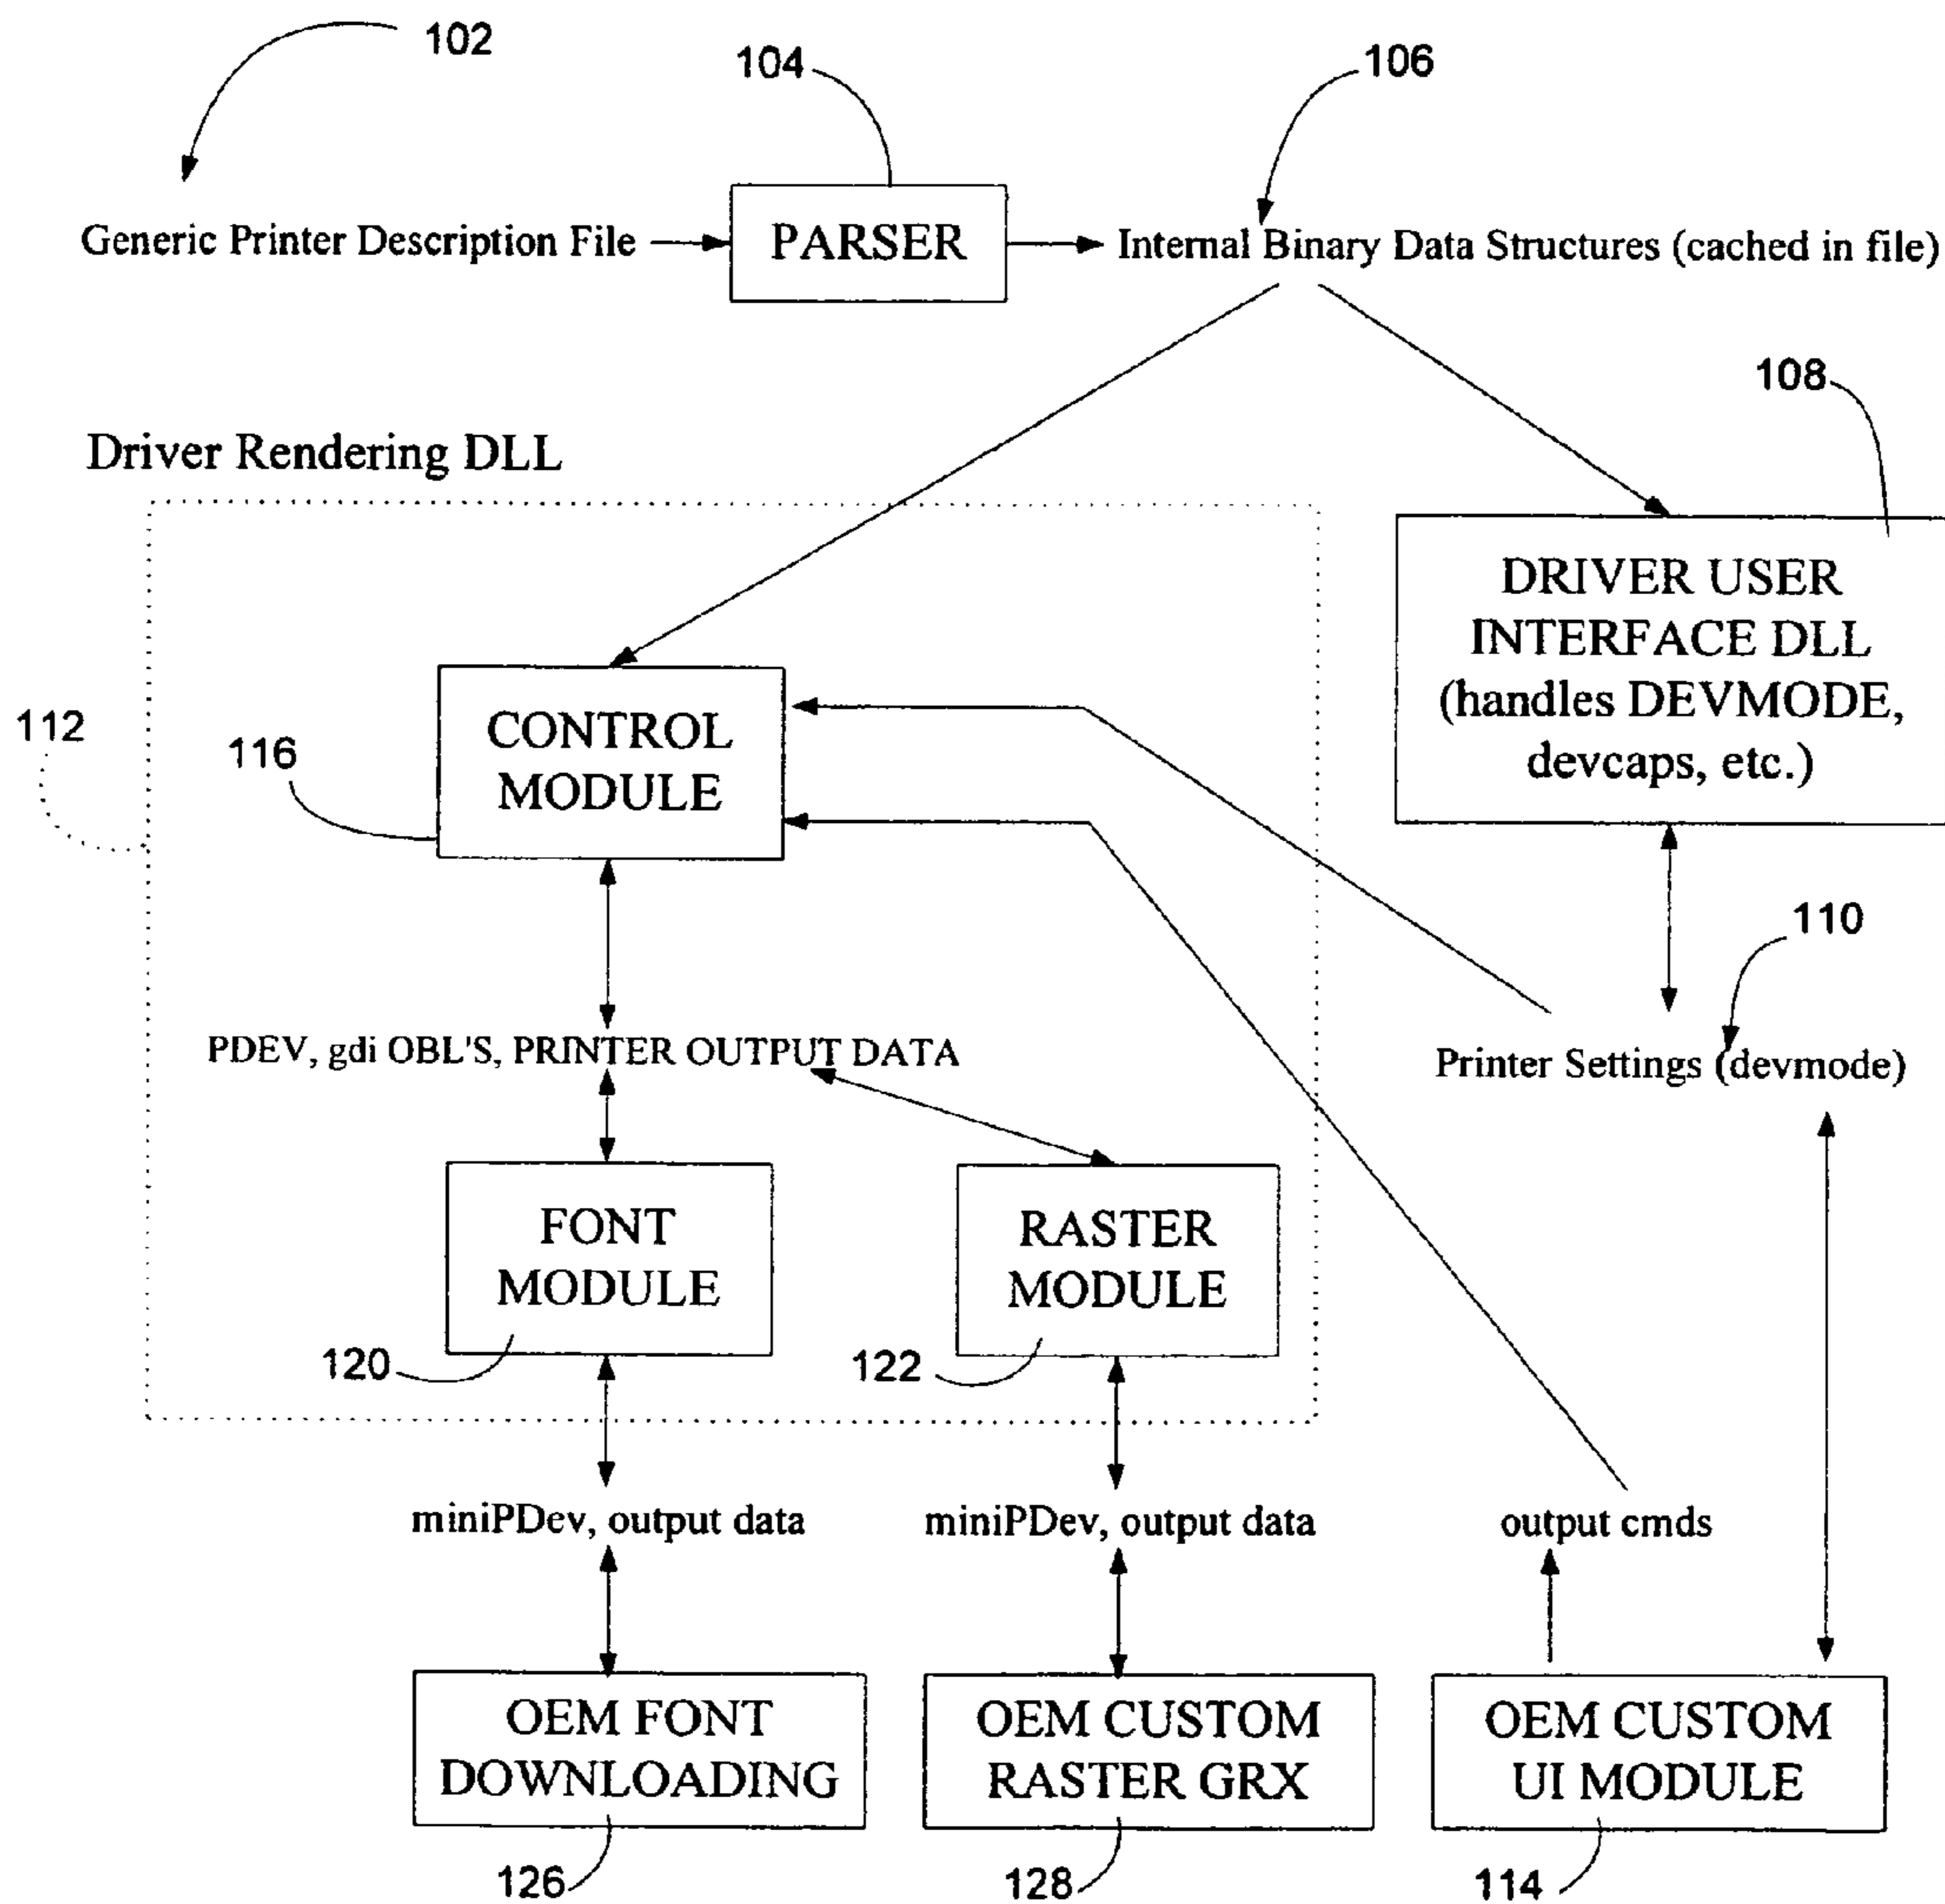 102
104
106
Generic Printer Description File
PARSER
Internal Binary Data Structures (cached in file)
108
Driver Rendering DLL
DRIVER USER
INTERFACE DLL
(handles DEVMODE,
devcaps, etc.)
112
116
CONTROL
MODULE
110
PDEV, gdi OBL'S, PRINTER OUTPUT DATA
Printer Settings (devmode)
FONT
MODULE
RASTER
MODULE
120
122
miniPDev, output data
miniPDev, output data
output cmds
OEM FONT
DOWNLOADING
OEM CUSTOM
RASTER GRX
OEM CUSTOM
UI MODULE
126
128
114